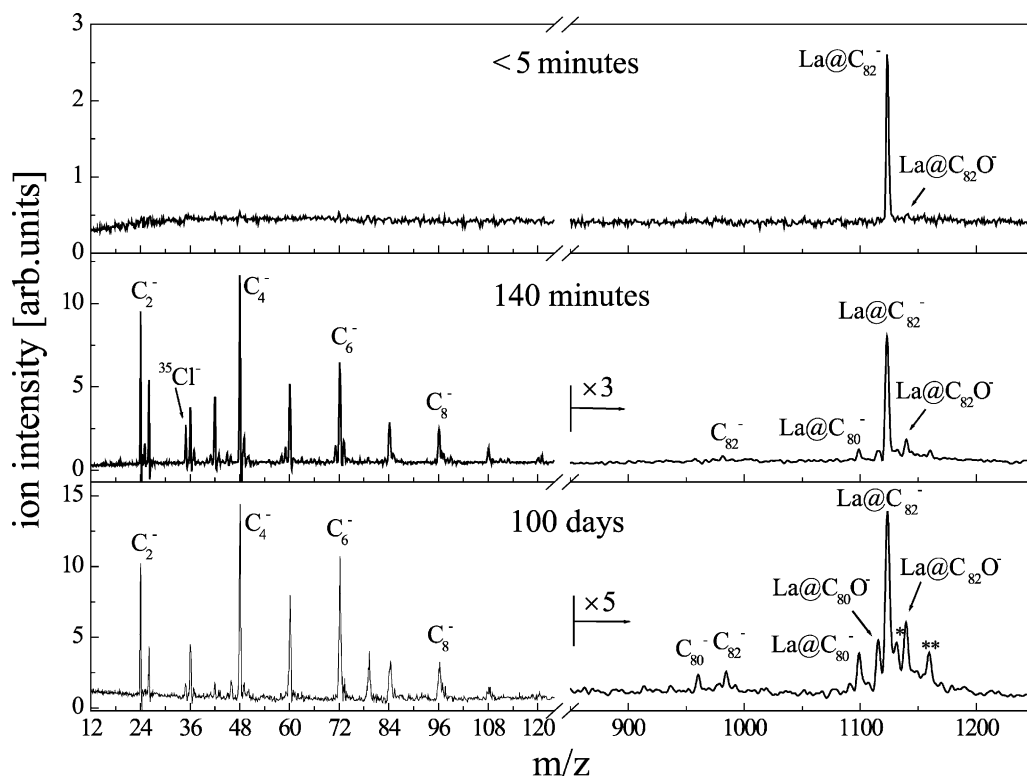 ion intensity [arb.units]
3
2
1
0
< 5 minutes
La@C₈₂⁻
La@C₈₂O⁻
10
5
0
C₂⁻
³⁵Cl⁻
C₄⁻
C₆⁻
C₈⁻
140 minutes
×3
C₈₂⁻
La@C₈₀⁻
La@C₈₂⁻
La@C₈₂O⁻
15
10
5
0
C₂⁻
C₄⁻
C₆⁻
C₈⁻
100 days
×5
C₈₀⁻
C₈₂⁻
La@C₈₀⁻
La@C₈₀O⁻
La@C₈₂⁻
*
La@C₈₂O⁻
**
12 24 36 48 60 72 84 96 108 120 900 1000 1100 1200
m/z